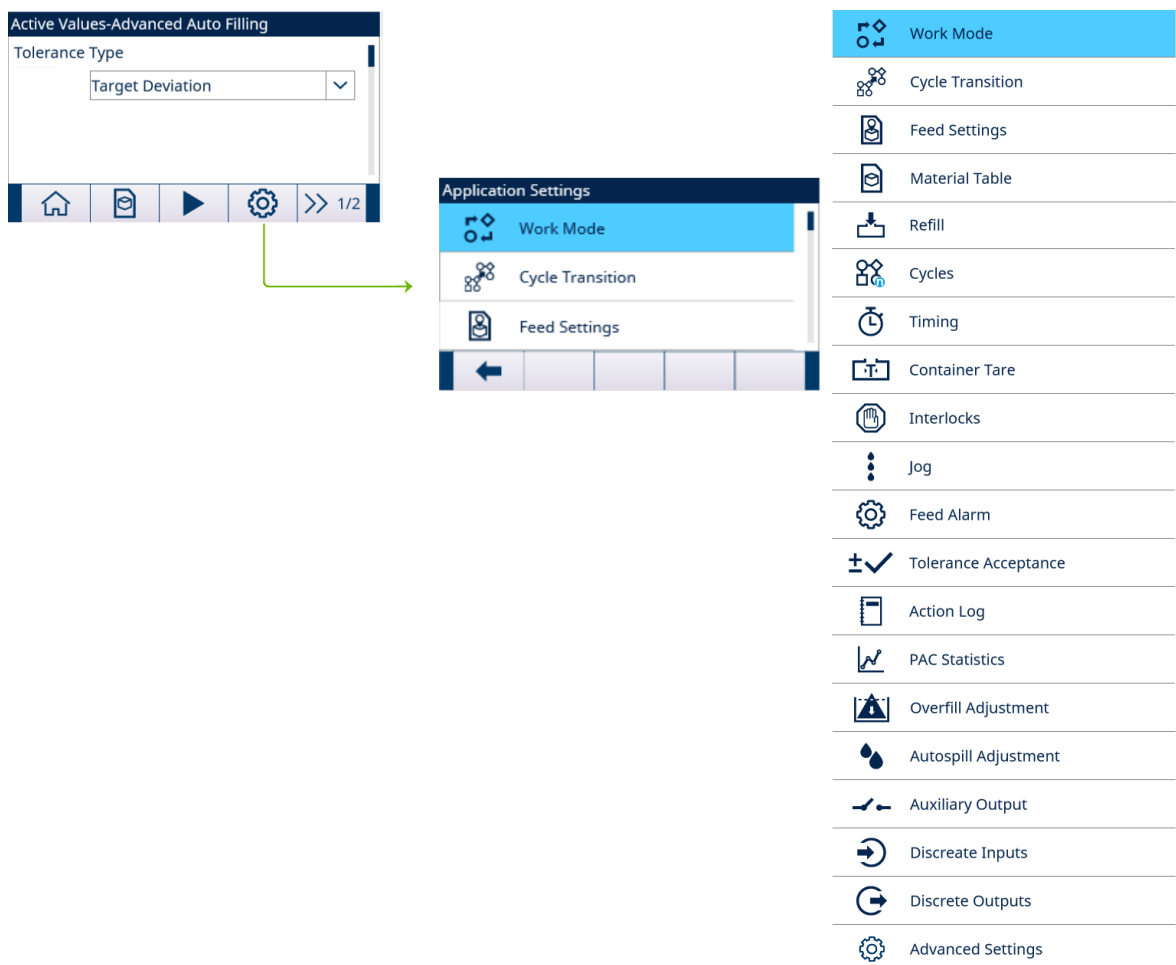 Active Values-Advanced Auto Filling
Tolerance Type
Target Deviation
1/2
Application Settings
Work Mode
Cycle Transition
Feed Settings
Work Mode
Cycle Transition
Feed Settings
Material Table
Refill
Cycles
Timing
Container Tare
Interlocks
Jog
Feed Alarm
Tolerance Acceptance
Action Log
PAC Statistics
Overfill Adjustment
Autospill Adjustment
Auxiliary Output
Discreate Inputs
Discrete Outputs
Advanced Settings